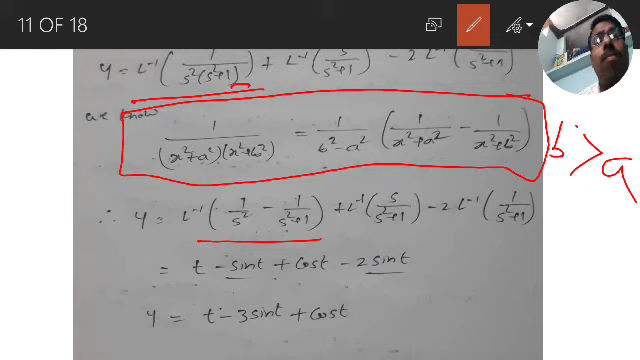 11 OF 18
y = L⁻¹ ( 1 / s²(s²+1) ) + L⁻¹ ( s / s²+1 ) − 2 L⁻¹ ( 1 / s²+1 )
we know
1 / (x²+a²)(x²+b²) = 1 / b²−a² ( 1 / x²+a² − 1 / x²+b² ) b > a
∴ y = L⁻¹ ( 1 / s² − 1 / s²+1 ) + L⁻¹ ( s / s²+1 ) − 2 L⁻¹ ( 1 / s²+1 )
= t − sint + cost − 2 sint
y = t − 3 sint + cost